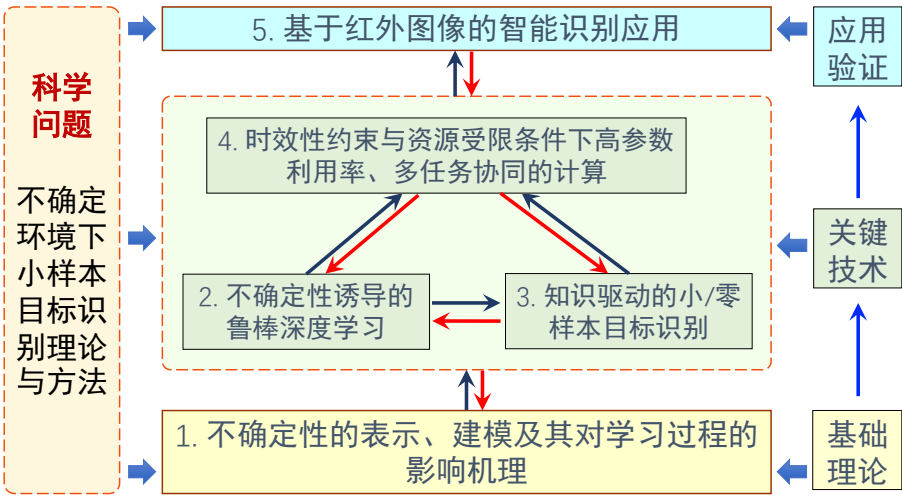 科学
问题
不确定
环境下
小样本
目标识
别理论
与方法
5. 基于红外图像的智能识别应用
4. 时效性约束与资源受限条件下高参数
利用率、多任务协同的计算
2. 不确定性诱导的
鲁棒深度学习
3. 知识驱动的小/零
样本目标识别
1. 不确定性的表示、建模及其对学习过程的
影响机理
应用
验证
关键
技术
基础
理论